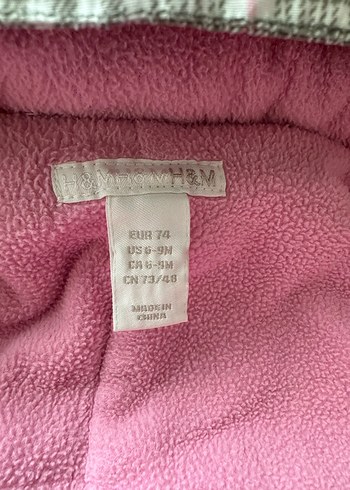 H&M H&M H&M
EUR 74
US 6-9M
CA 6-9M
CN 73/48
MADE IN
CHINA